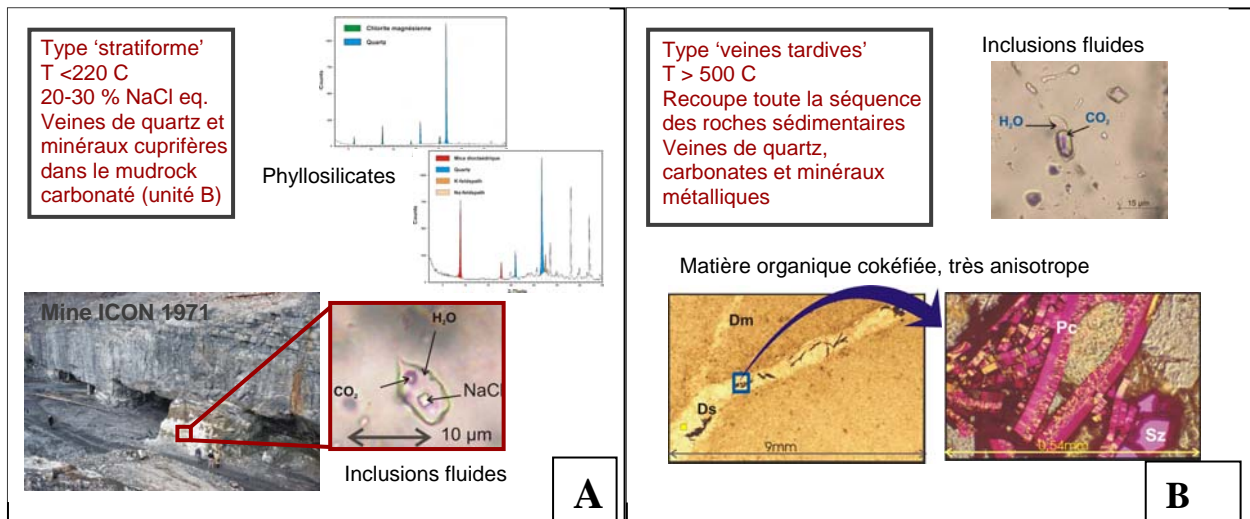 Type 'stratiforme'
T <220 C
20-30 % NaCl eq.
Veines de quartz et
minéraux cuprifères
dans le mudrock
carbonaté (unité B)
Chlorite magnésienne
Quartz
Counts
Phyllosilicates
Mica dioctaédrique
Quartz
K-feldspath
Na-feldspath
Counts
Mine ICON 1971
H2O
CO2
NaCl
10 µm
Inclusions fluides
A
Type 'veines tardives'
T > 500 C
Recoupe toute la séquence
des roches sédimentaires
Veines de quartz,
carbonates et minéraux
métalliques
Inclusions fluides
H2O
CO2
15 µm
Matière organique cokéfiée, très anisotrope
Dm
Ds
9mm
Pc
Sz
0,54mm
B